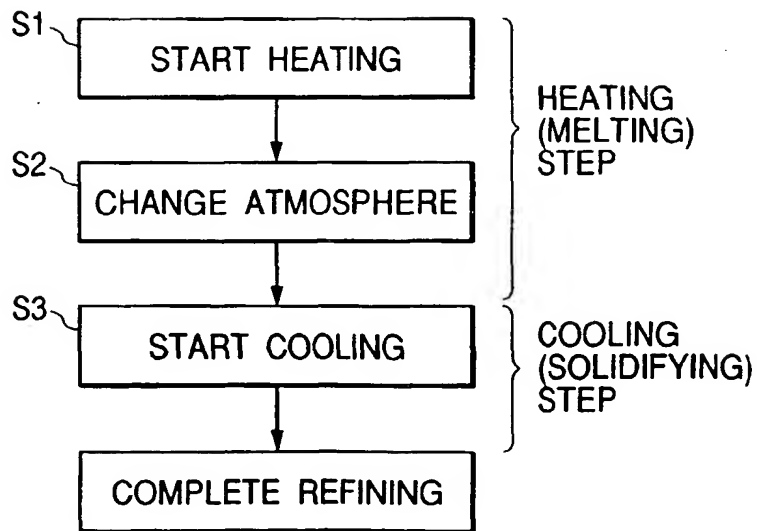 S1
START HEATING
HEATING
(MELTING)
STEP
S2
CHANGE ATMOSPHERE
S3
START COOLING
COOLING
(SOLIDIFYING)
STEP
COMPLETE REFINING